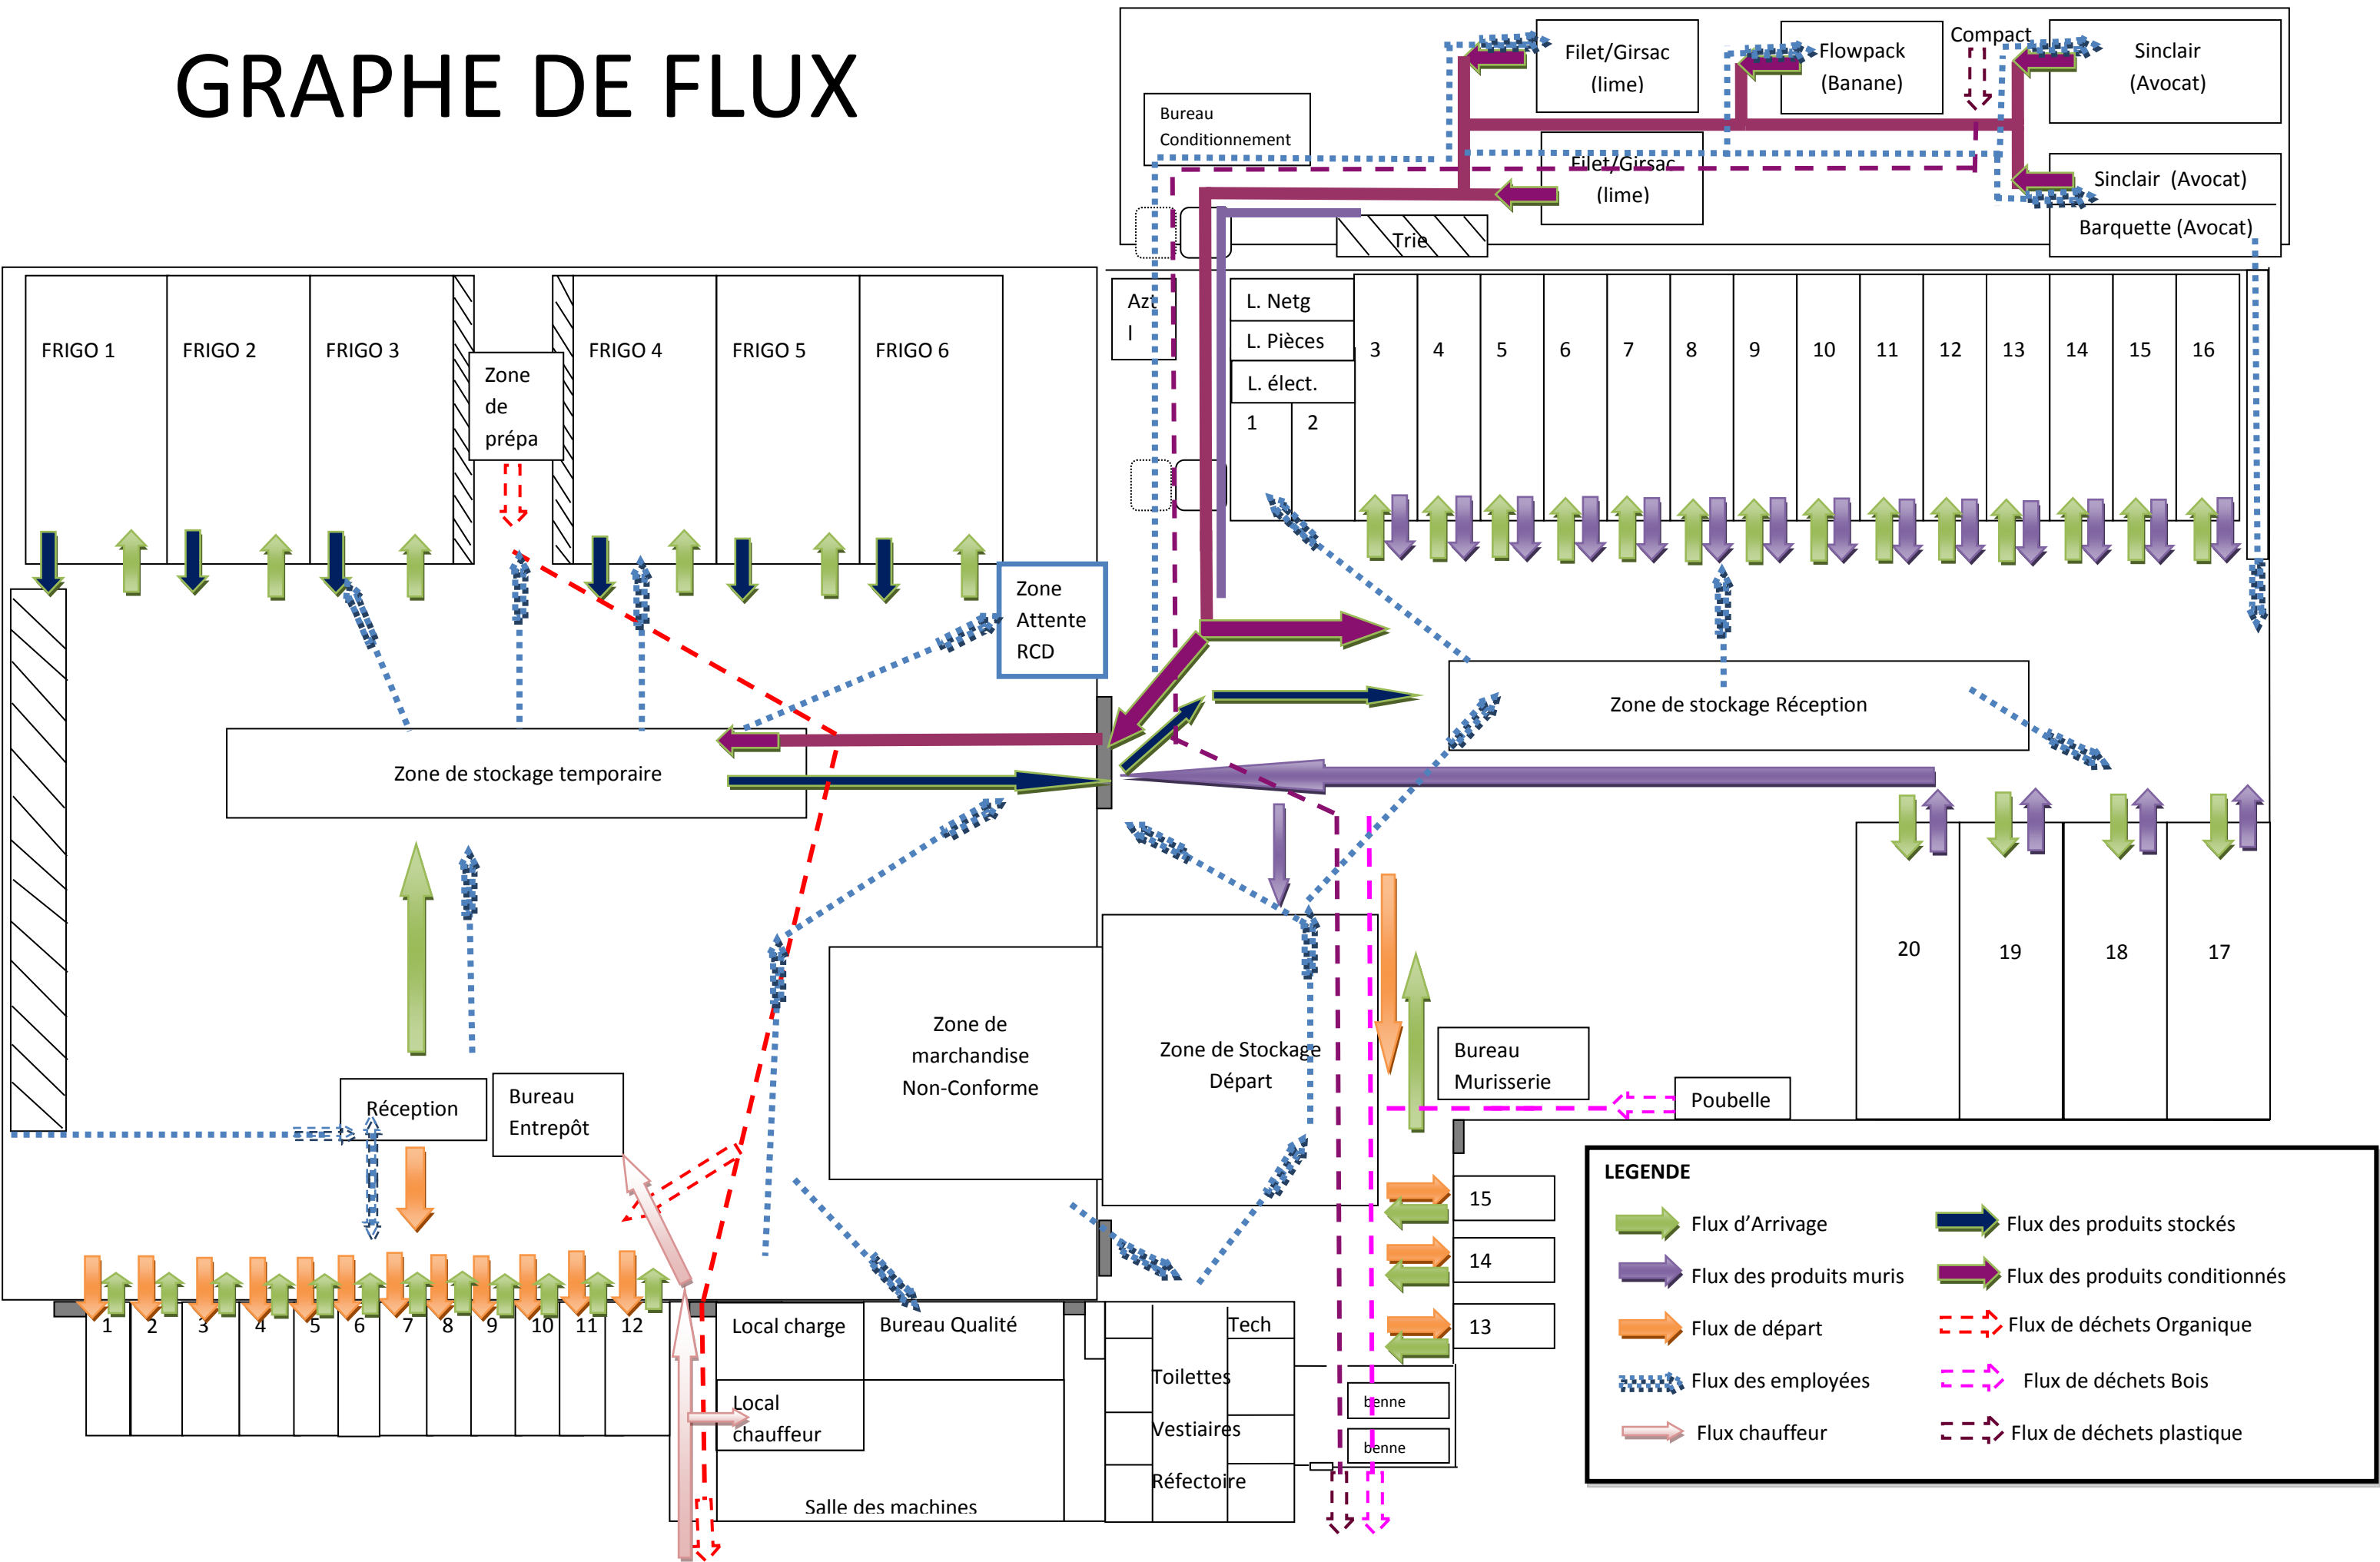 GRAPHE DE FLUX
Compact
Filet/Girsac
(lime)
Flowpack
(Banane)
Sinclair
(Avocat)
Bureau
Conditionnement
Filet/Girsac
(lime)
Sinclair (Avocat)
Barquette (Avocat)
Trie
FRIGO 1
FRIGO 2
FRIGO 3
Zone
de
prépa
FRIGO 4
FRIGO 5
FRIGO 6
Azt
l
L. Netg
L. Pièces
L. élect.
1
2
3
4
5
6
7
8
9
10
11
12
13
14
15
16
Zone
Attente
RCD
Zone de stockage Réception
Zone de stockage temporaire
Zone de
marchandise
Non-Conforme
Zone de Stockage
Départ
20
19
18
17
Bureau
Murisserie
Poubelle
Réception
Bureau
Entrepôt
15
14
13
1
2
3
4
5
6
7
8
9
10
11
12
Local charge
Bureau Qualité
Local
chauffeur
Salle des machines
Tech
Toilettes
Vestiaires
Réfectoire
benne
benne
LEGENDE
Flux d'Arrivage
Flux des produits stockés
Flux des produits muris
Flux des produits conditionnés
Flux de départ
Flux de déchets Organique
Flux des employées
Flux de déchets Bois
Flux chauffeur
Flux de déchets plastique